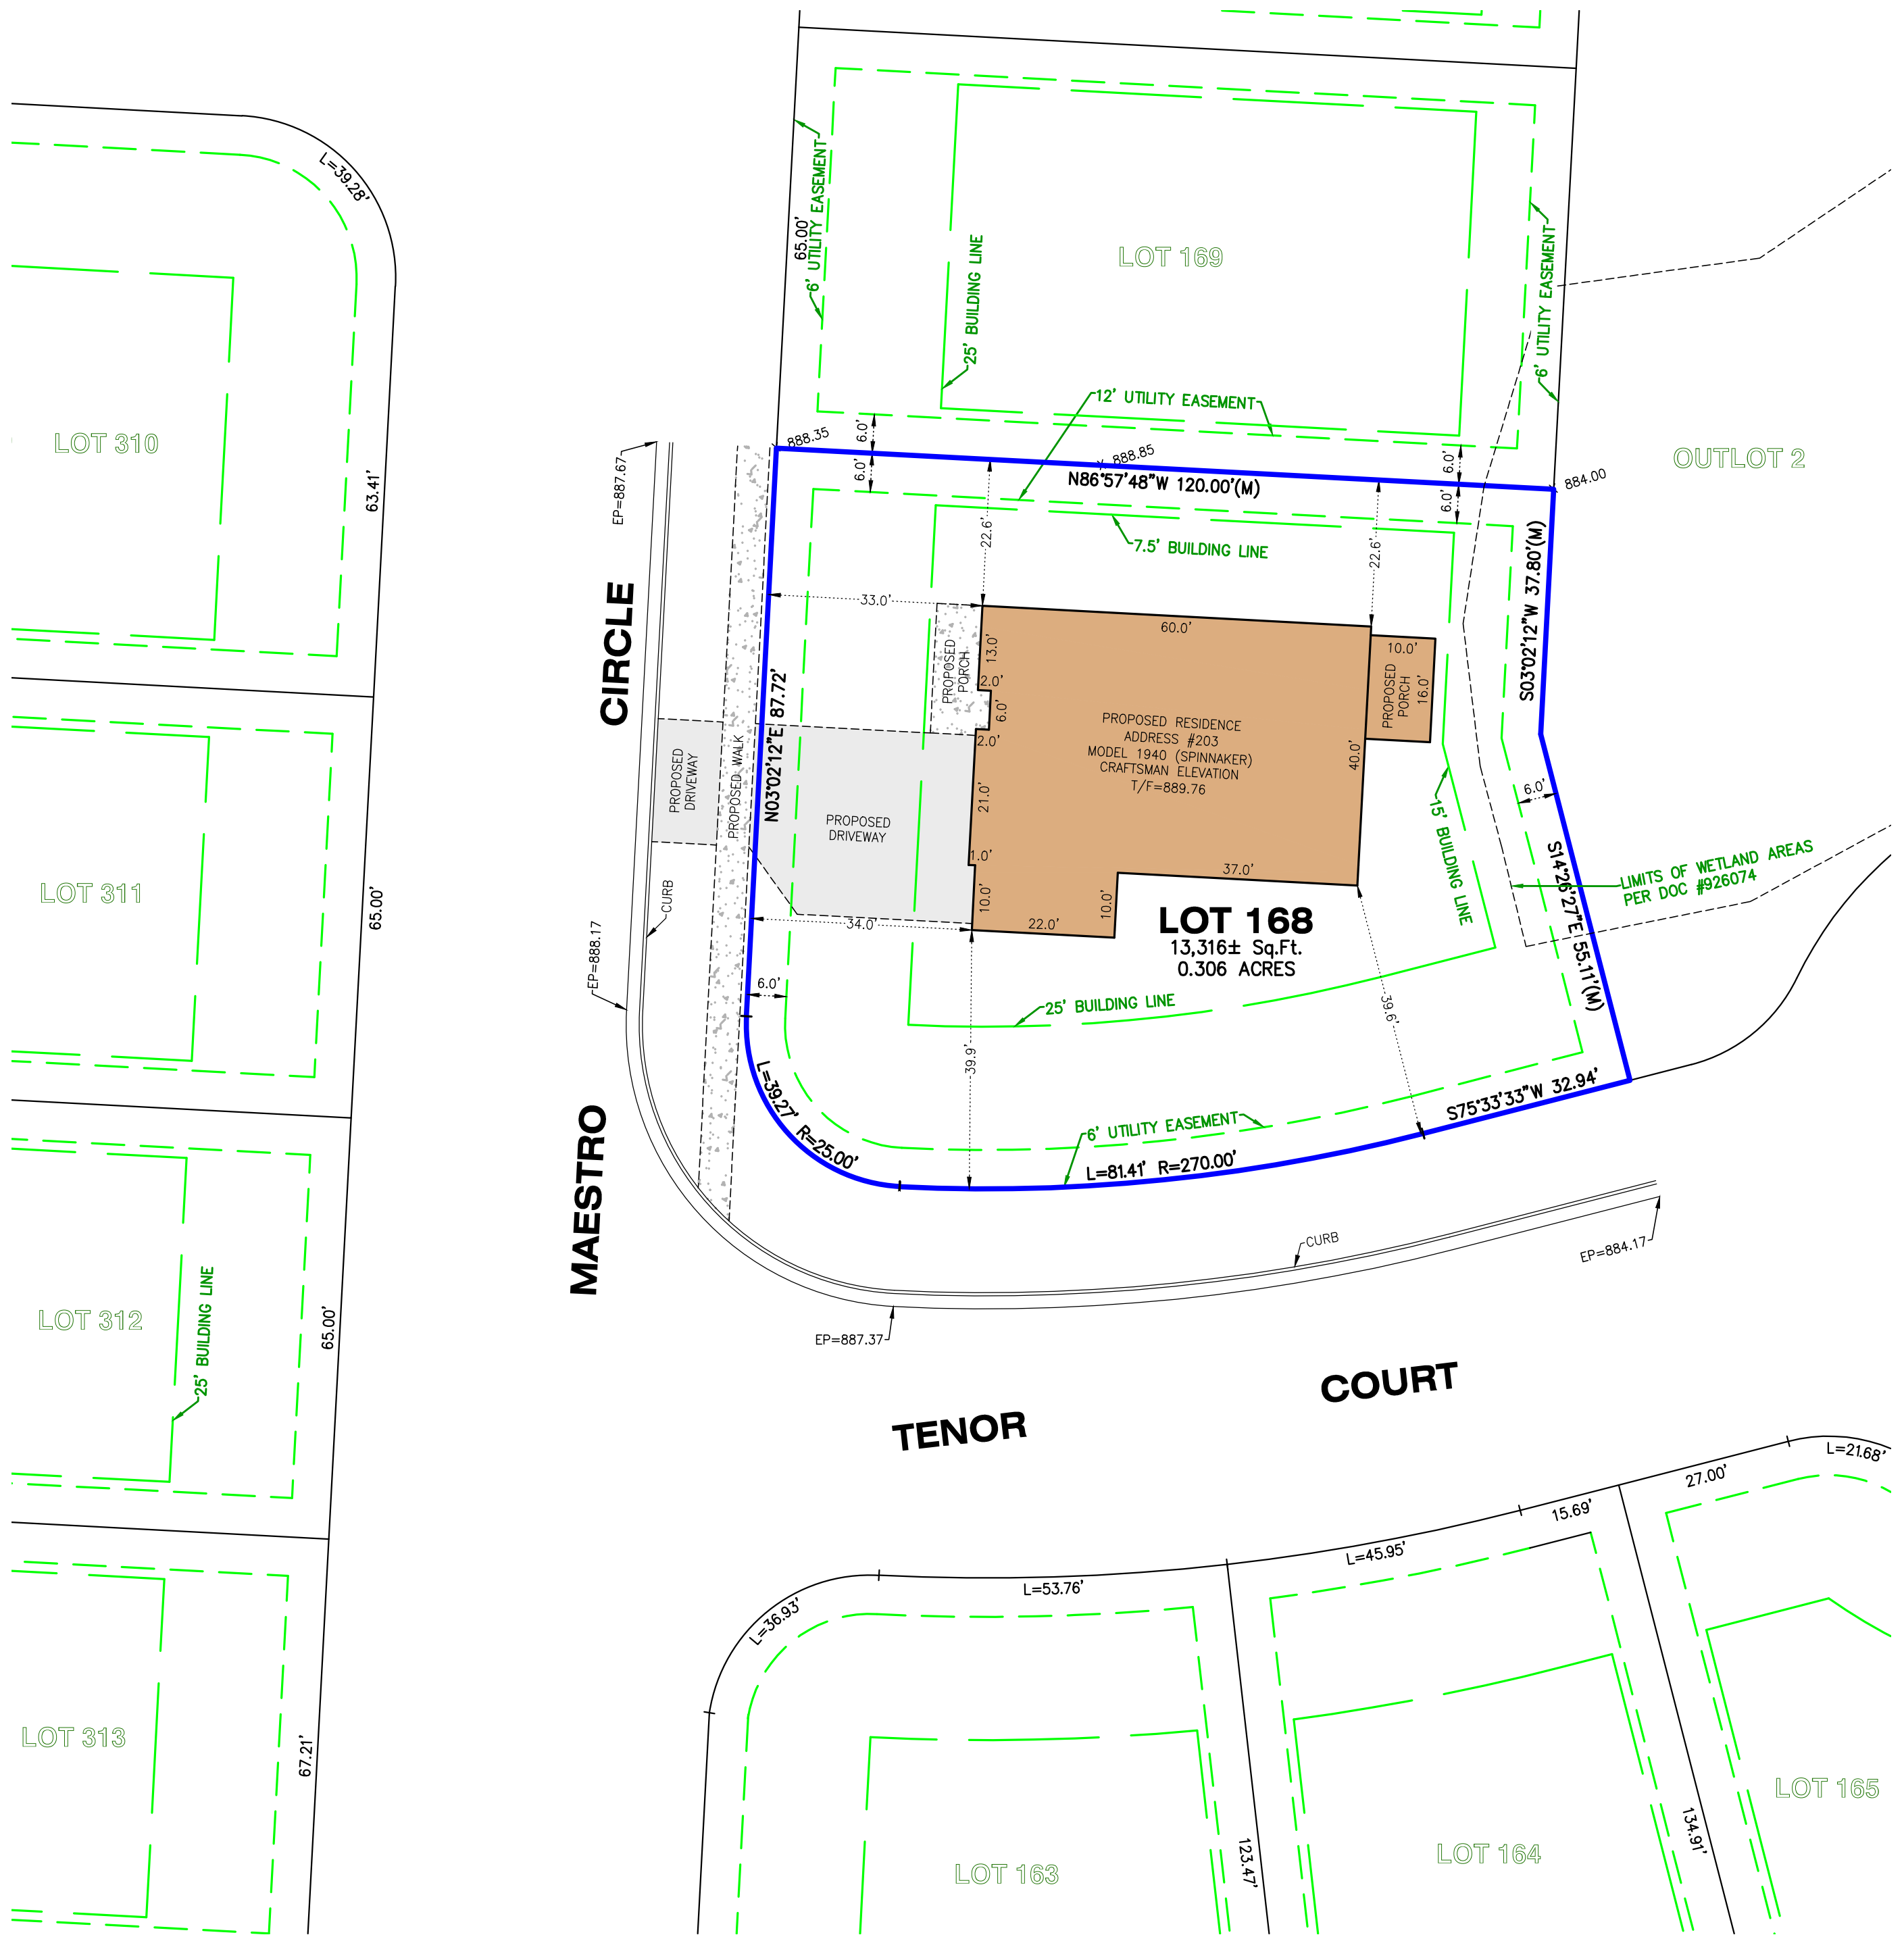 L=39.28'
6' UTILITY EASEMENT
65.00'
25' BUILDING LINE
LOT 169
6' UTILITY EASEMENT
12' UTILITY EASEMENT
LOT 310
63.41'
EP=887.67
888.35
6.0'
6.0'
888.85
N86°57'48"W 120.00'(M)
6.0'
6.0'
884.00
OUTLOT 2
22.6'
7.5' BUILDING LINE
22.6'
S03°02'12"W 37.80'(M)
CIRCLE
33.0'
60.0'
13.0'
PROPOSED
PORCH
2.0'
6.0'
2.0'
10.0'
PROPOSED
PORCH
16.0'
N03°02'12"E 87.72'
PROPOSED RESIDENCE
ADDRESS #203
MODEL 1940 (SPINNAKER)
CRAFTSMAN ELEVATION
T/F=889.76
40.0'
PROPOSED
DRIVEWAY
PROPOSED WALK
PROPOSED
DRIVEWAY
21.0'
1.0'
10.0'
6.0'
15' BUILDING LINE
LIMITS OF WETLAND AREAS
PER DOC #926074
S14°26'27"E 55.11'(M)
37.0'
10.0'
22.0'
34.0'
LOT 168
13,316± Sq.Ft.
0.306 ACRES
CURB
EP=888.17
LOT 311
65.00'
6.0'
25' BUILDING LINE
39.6'
39.9'
L=39.27' R=25.00'
6' UTILITY EASEMENT
L=81.41' R=270.00'
S75°33'33"W 32.94'
MAESTRO
CURB
EP=884.17
EP=887.37
LOT 312
25' BUILDING LINE
65.00'
TENOR
COURT
L=21.68'
27.00'
15.69'
L=45.95'
L=53.76'
L=36.93'
LOT 313
67.21'
LOT 163
123.47'
LOT 164
134.91'
LOT 165